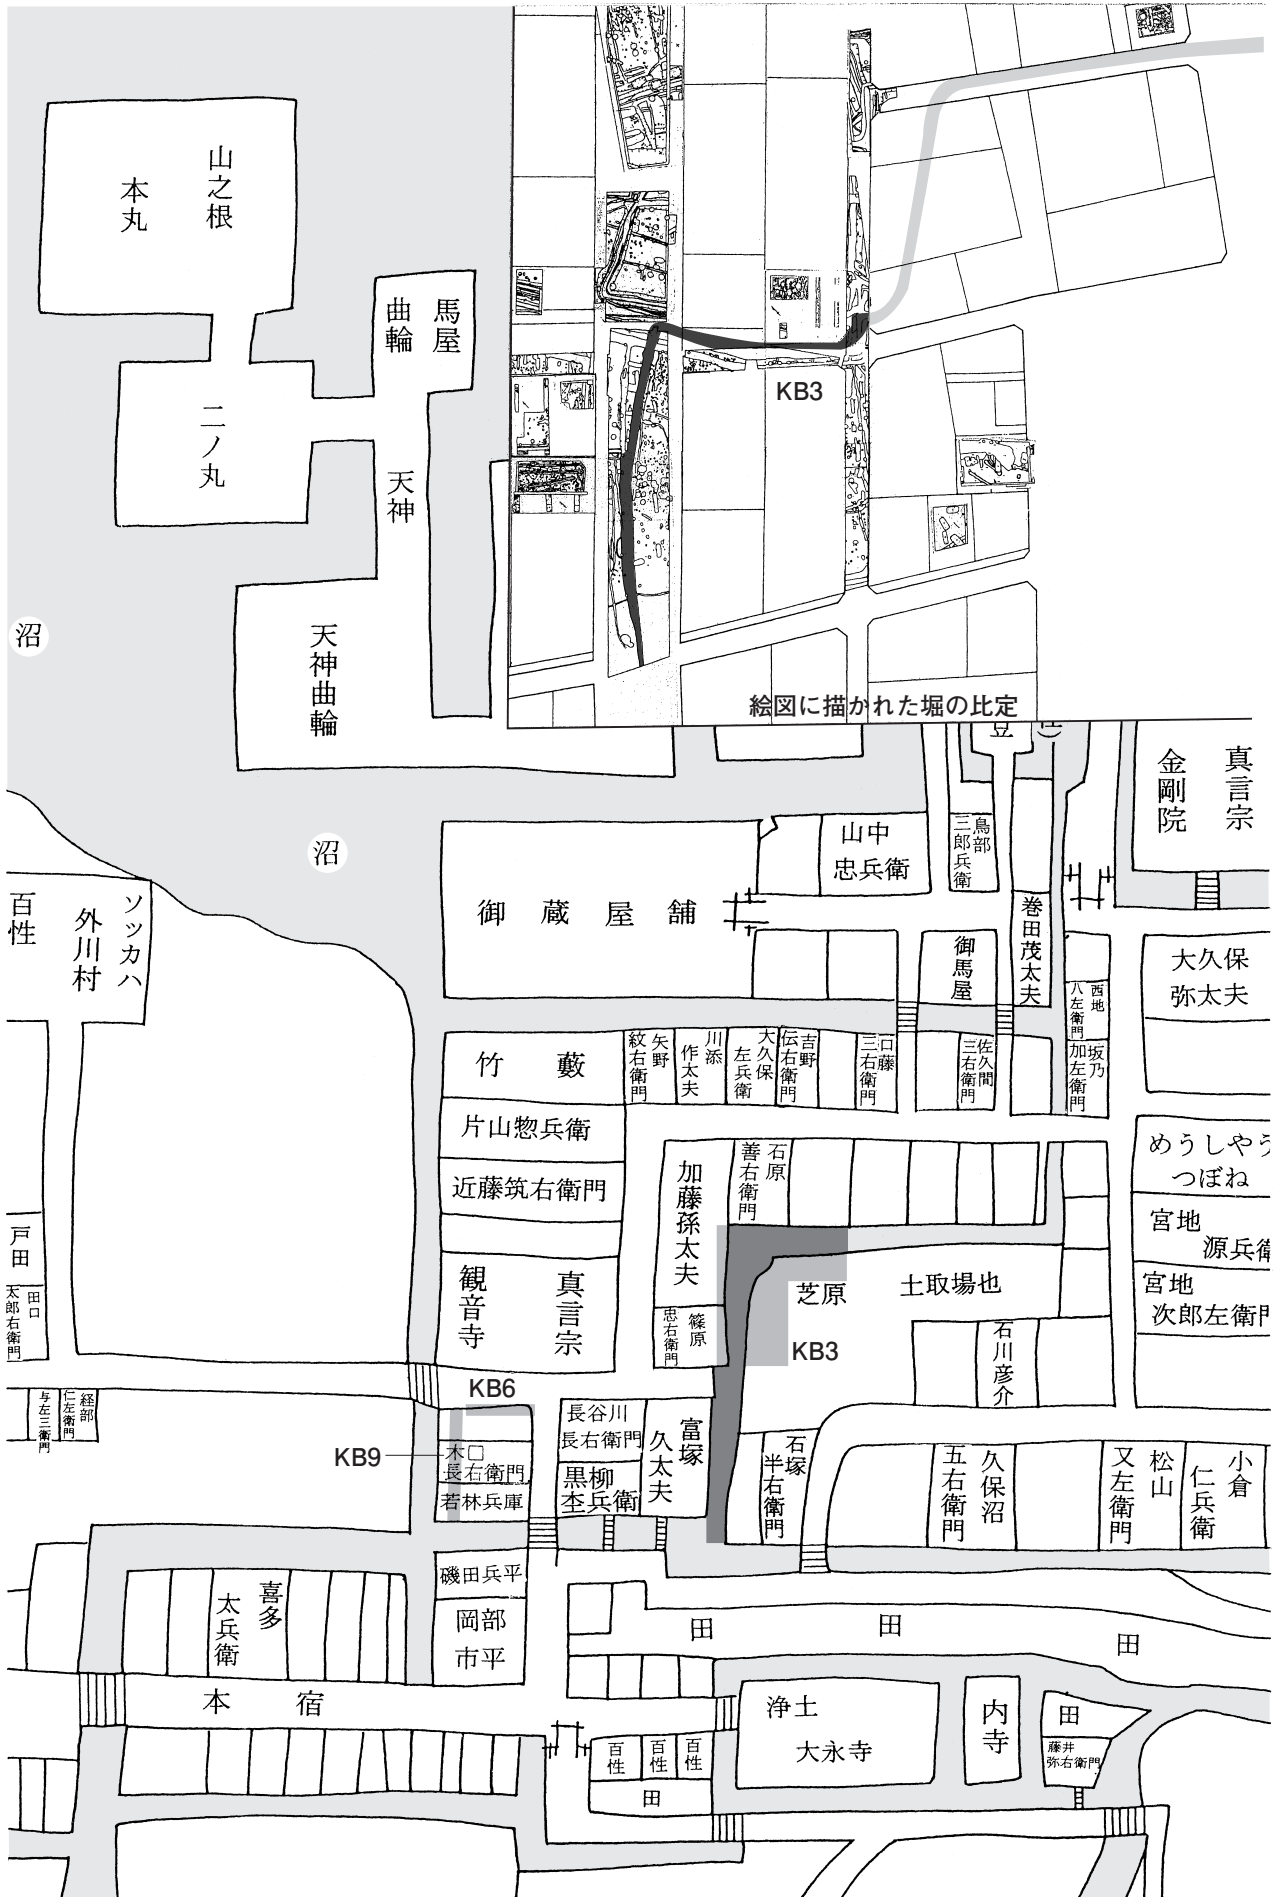 山之根
本丸
馬屋
曲輪
二ノ丸
天神
天神曲輪
沼
沼
KB3
絵図に描かれた堀の比定
真言宗
金剛院
山中
忠兵衛
鳥部
三郎兵衛
御蔵屋舗
巻田茂太夫
御馬屋
大久保
弥太夫
西地
八左衛門
坂乃
加左衛門
ソッカハ
外川村
百性
竹藪
矢野
紋右衛門
川添
作太夫
大久保
左兵衛
吉野
伝右衛門
口藤
三右衛門
佐久間
三右衛門
片山惣兵衛
近藤筑右衛門
真言宗
観音寺
加藤孫太夫
石原
善右衛門
篠原
忠右衛門
芝原
土取場也
KB3
石川彦介
めうしやう
つぼね
宮地
源兵衛
宮地
次郎左衛門
戸田
田口
太郎右衛門
経部
仁左衛門
与左三衛門
KB6
KB9
木□
長右衛門
若林兵庫
長谷川
長右衛門
黒柳
杢兵衛
富塚
久太夫
石塚
半右衛門
久保沼
五右衛門
松山
又左衛門
小倉
仁兵衛
磯田兵平
岡部
市平
喜多
太兵衛
本宿
田
田
田
浄土
大永寺
内寺
田
藤井
弥右衛門
百性
百性
百性
田